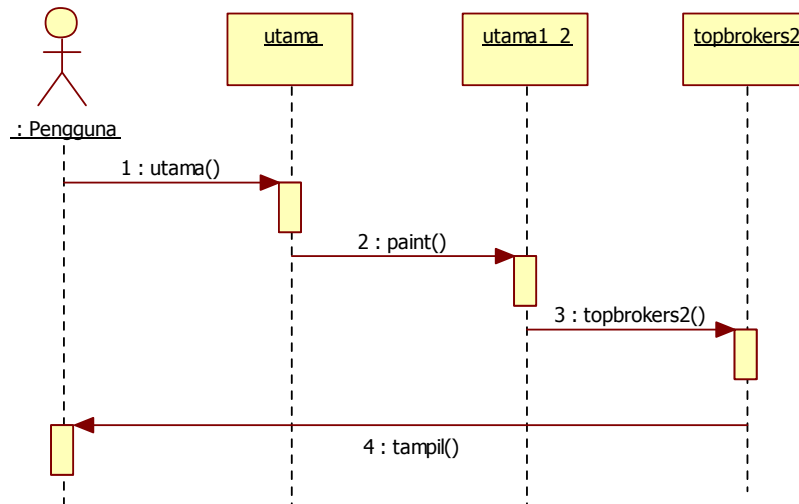 utama
utama1_2
topbrokers2
: Pengguna
1 : utama()
2 : paint()
3 : topbrokers2()
4 : tampil()